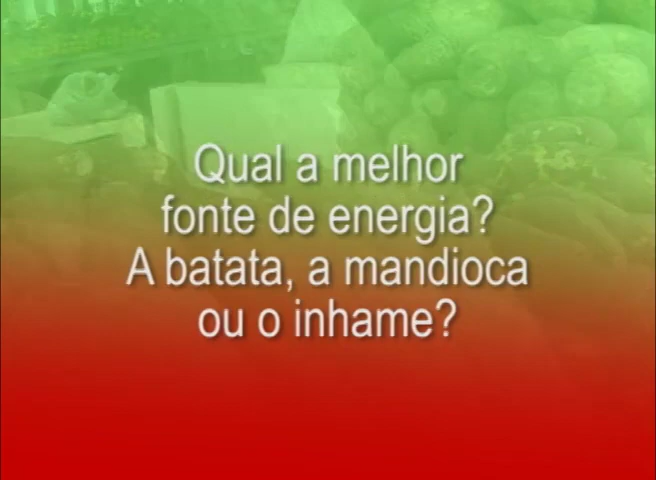 Qual a melhor
fonte de energia?
A batata, a mandioca
ou o inhame?